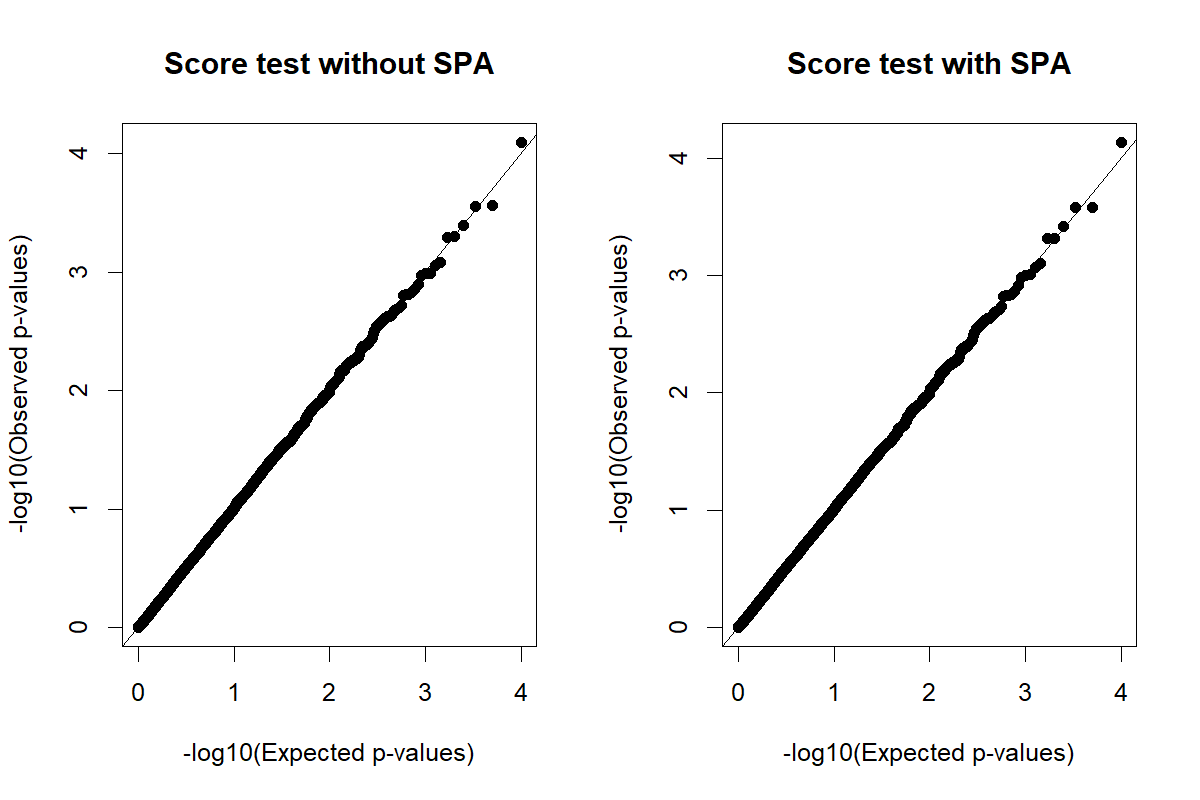 Score test without SPA
-log10(Observed p-values)
4
3
2
1
0
0 1 2 3 4
-log10(Expected p-values)
Score test with SPA
-log10(Observed p-values)
4
3
2
1
0
0 1 2 3 4
-log10(Expected p-values)